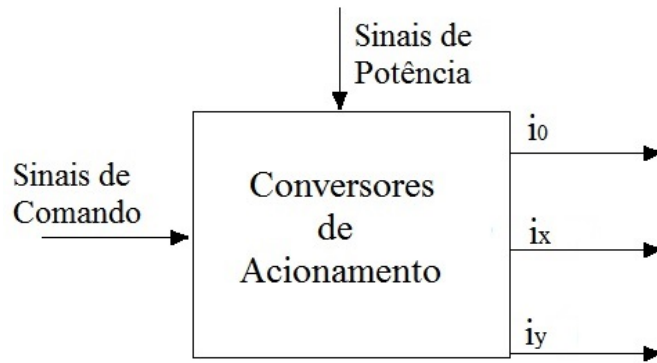 Sinais de
Potência
i0
Sinais de
Comando
Conversores
de
Acionamento
ix
iy